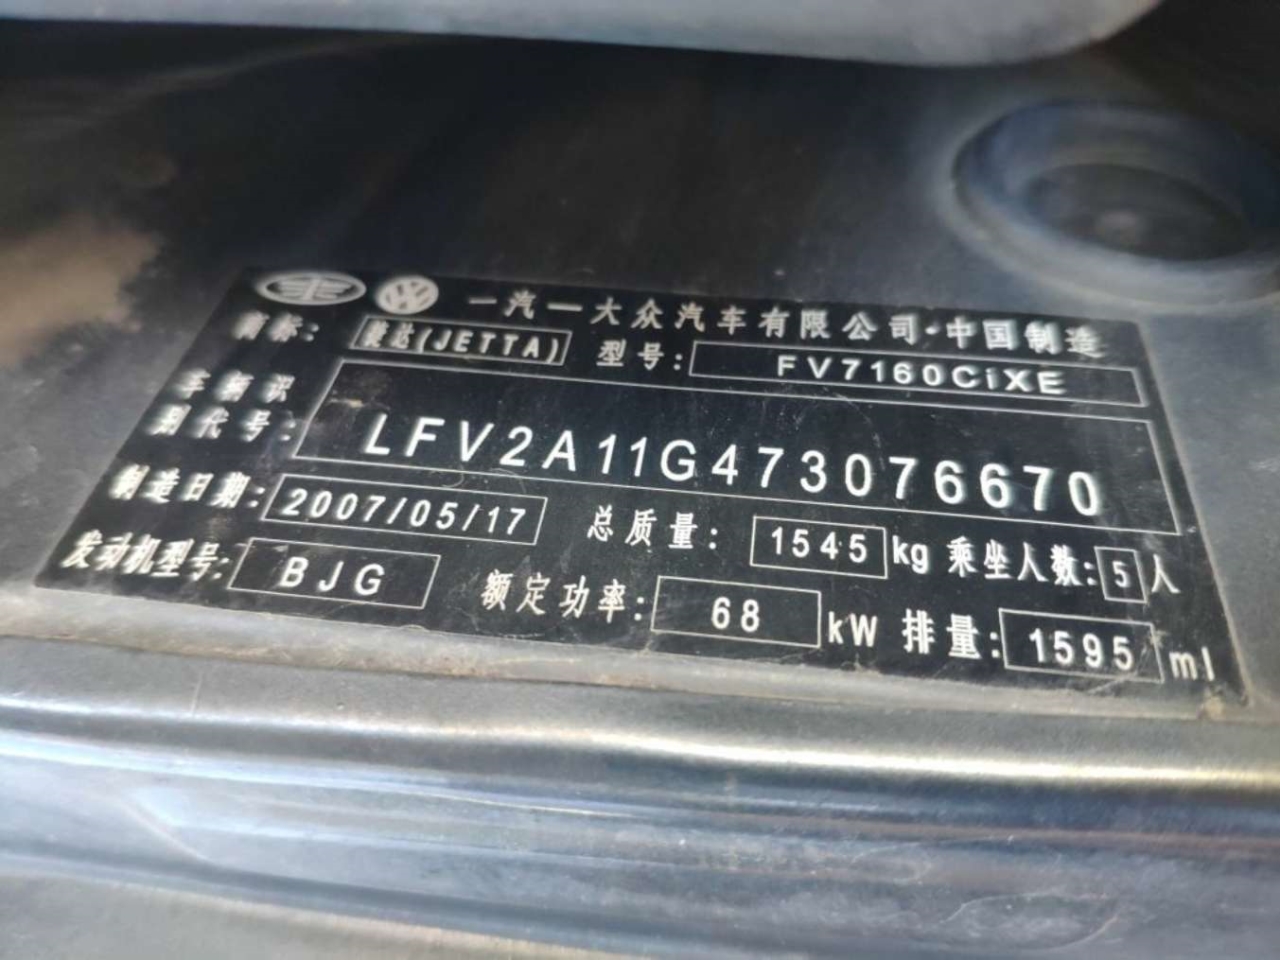 一汽一大众汽车有限公司·中国制造
商标: 捷达(JETTA) 型号: FV7160CiXE
车辆识
别代号: LFV2A11G473076670
制造日期: 2007/05/17 总质量: 1545 kg 乘坐人数: 5 人
发动机型号: BJG 额定功率: 68 kW 排量: 1595 ml